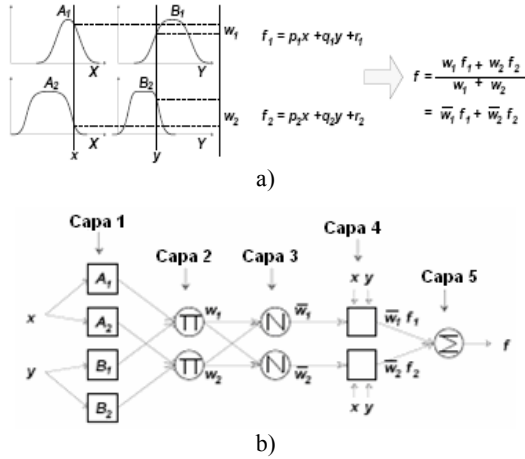 A₁ B₁
w₁ f₁ = p₁x +q₁y +r₁
X Y
f = w₁ f₁ + w₂ f₂ / w₁ + w₂
A₂ B₂
w₂ f₂ = p₂x +q₂y +r₂
= w̅₁ f₁ + w̅₂ f₂
X Y
x y
a)
Capa 1 Capa 2 Capa 3 Capa 4 Capa 5
x y
A₁
x A₂ Π w₁ N w̅₁ w̅₁ f₁
Σ f
y B₁ Π w₂ N w̅₂ w̅₂ f₂
B₂
x y
b)